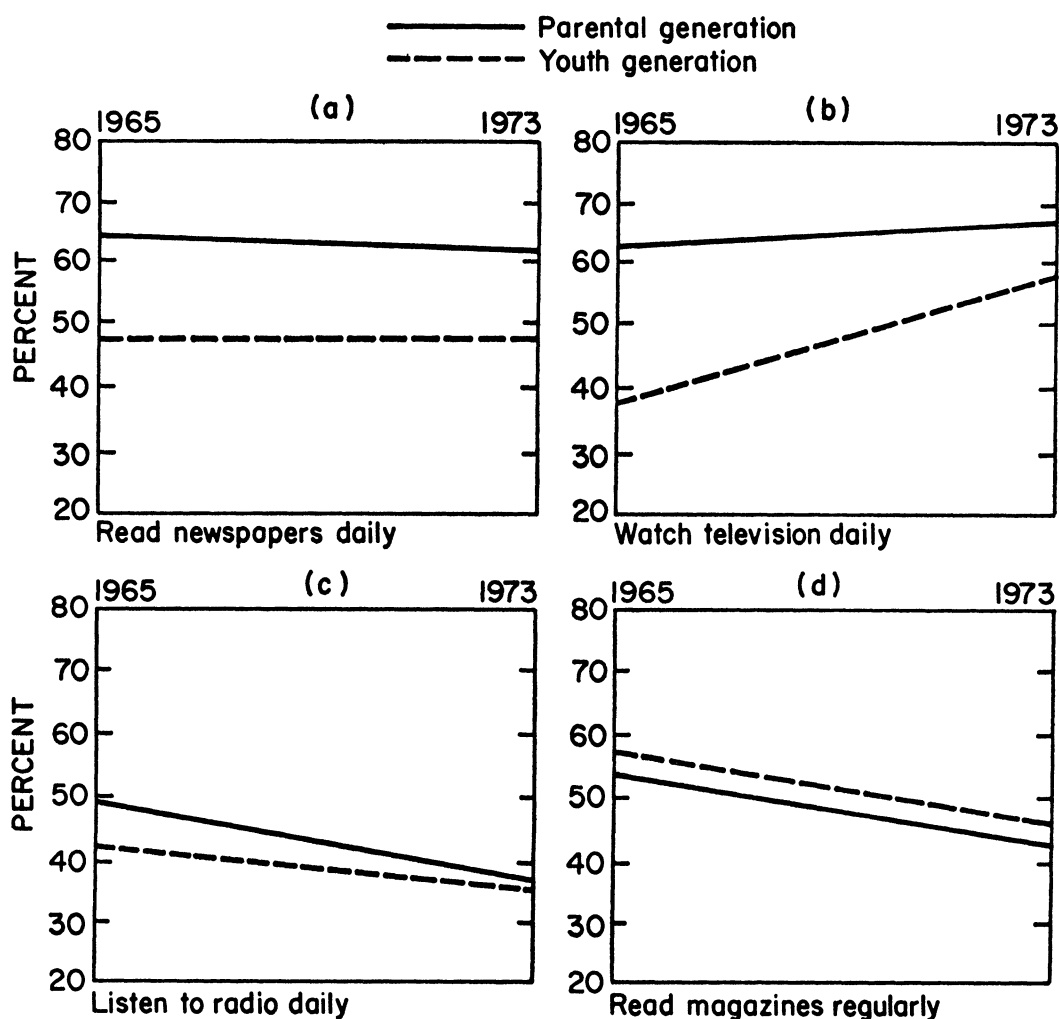 Parental generation
Youth generation
(a)
1965 1973
80
70
60
50
40
30
20
PERCENT
Read newspapers daily
(b)
1965 1973
80
70
60
50
40
30
20
Watch television daily
(c)
1965 1973
80
70
60
50
40
30
20
PERCENT
Listen to radio daily
(d)
1965 1973
80
70
60
50
40
30
20
Read magazines regularly